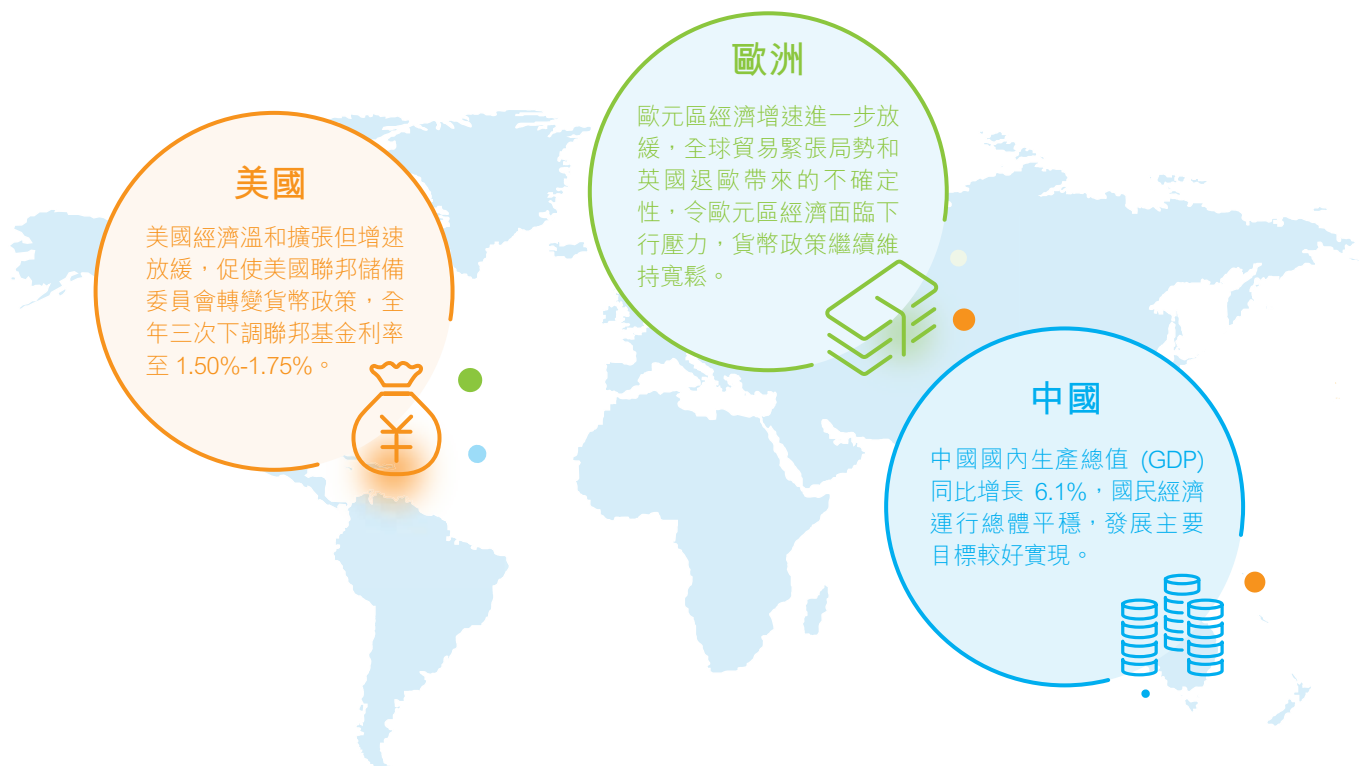 美國
美國經濟溫和擴張但增速
放緩，促使美國聯邦儲備
委員會轉變貨幣政策，全
年三次下調聯邦基金利率
至 1.50%-1.75%。
歐洲
歐元區經濟增速進一步放
緩，全球貿易緊張局勢和
英國退歐帶來的不確定
性，令歐元區經濟面臨下
行壓力，貨幣政策繼續維
持寬鬆。
中國
中國國內生產總值 (GDP)
同比增長 6.1%，國民經濟
運行總體平穩，發展主要
目標較好實現。